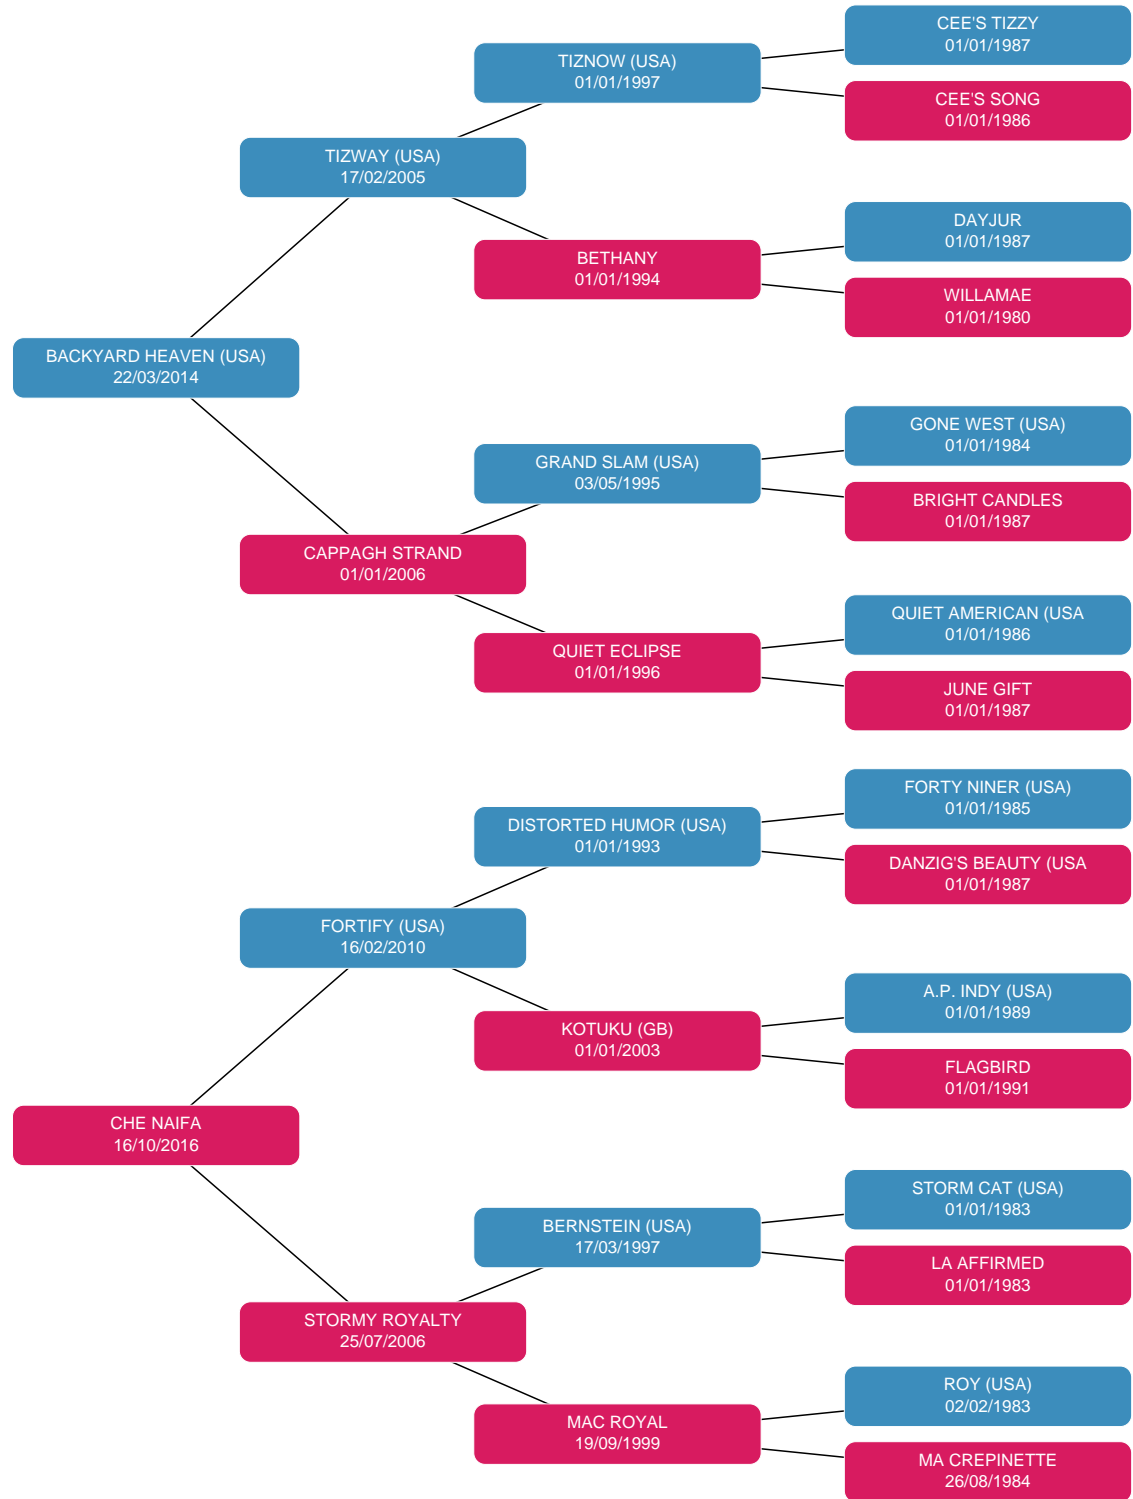 CEE'S TIZZY
01/01/1987
TIZNOW (USA)
01/01/1997
CEE'S SONG
01/01/1986
TIZWAY (USA)
17/02/2005
DAYJUR
01/01/1987
BETHANY
01/01/1994
WILLAMAE
01/01/1980
BACKYARD HEAVEN (USA)
22/03/2014
GONE WEST (USA)
01/01/1984
GRAND SLAM (USA)
03/05/1995
BRIGHT CANDLES
01/01/1987
CAPPAGH STRAND
01/01/2006
QUIET AMERICAN (USA
01/01/1986
QUIET ECLIPSE
01/01/1996
JUNE GIFT
01/01/1987
FORTY NINER (USA)
01/01/1985
DISTORTED HUMOR (USA)
01/01/1993
DANZIG'S BEAUTY (USA
01/01/1987
FORTIFY (USA)
16/02/2010
A.P. INDY (USA)
01/01/1989
KOTUKU (GB)
01/01/2003
FLAGBIRD
01/01/1991
CHE NAIFA
16/10/2016
STORM CAT (USA)
01/01/1983
BERNSTEIN (USA)
17/03/1997
LA AFFIRMED
01/01/1983
STORMY ROYALTY
25/07/2006
ROY (USA)
02/02/1983
MAC ROYAL
19/09/1999
MA CREPINETTE
26/08/1984